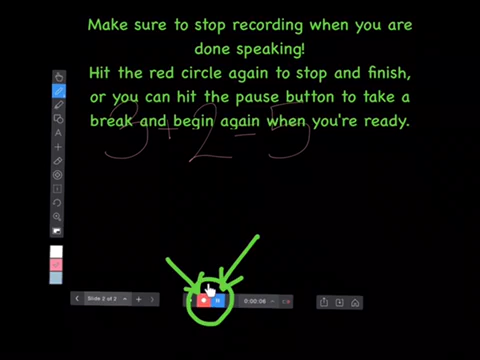 Make sure to stop recording when you are
done speaking!
Hit the red circle again to stop and finish,
or you can hit the pause button to take a
break and begin again when you're ready.
3+2=5
A
Slide 2 of 2
0:00:06